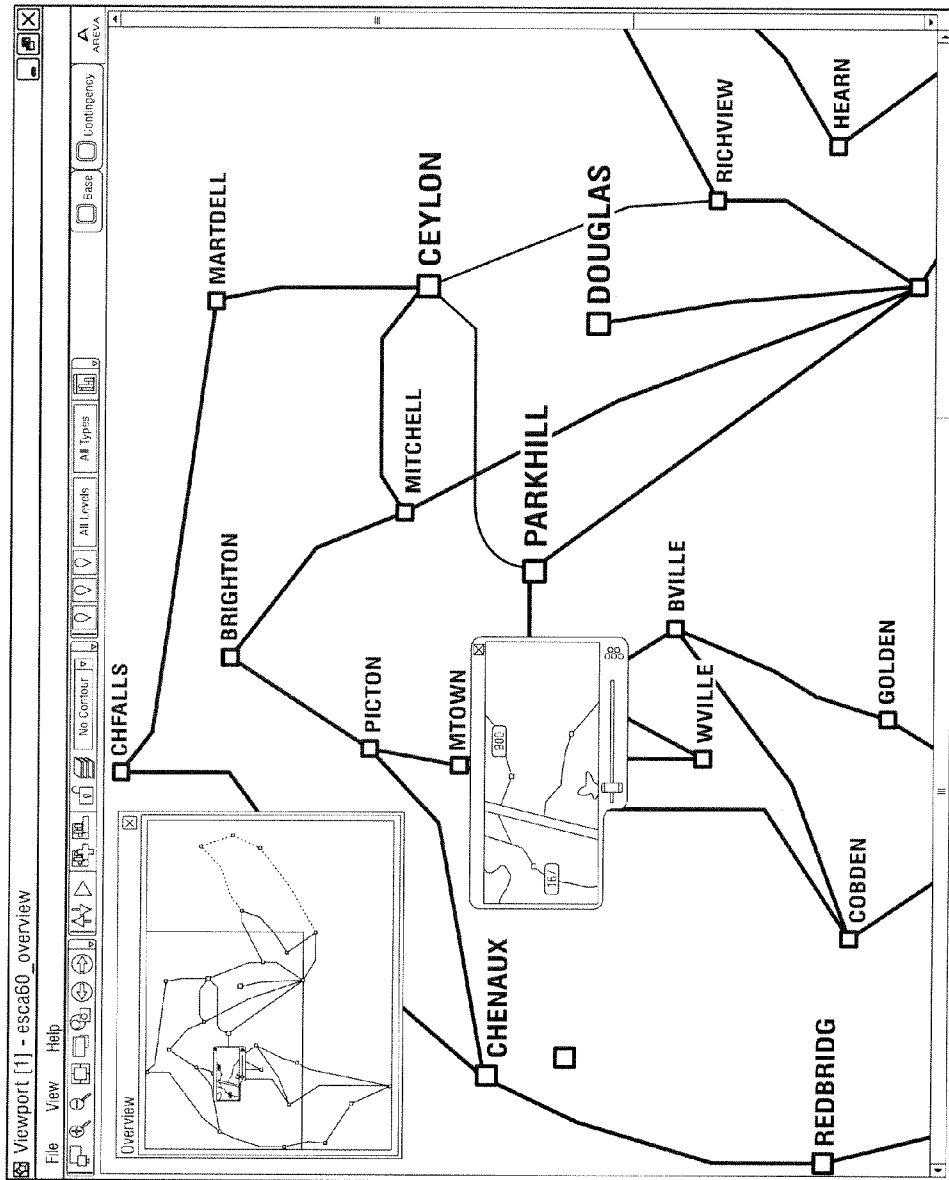 Viewport [1] - esca60_overview
File View Help
No Contour
All Levels
All Types
Base
Contingency
AREVA
Overview
CHFALLS
MARTDELL
BRIGHTON
PICTON
MITCHELL
CEYLON
MTOWN
CHENAUX
900
167
PARKHILL
DOUGLAS
BVILLE
WVILLE
RICHVIEW
REDBRIDG
COBDEN
GOLDEN
HEARN